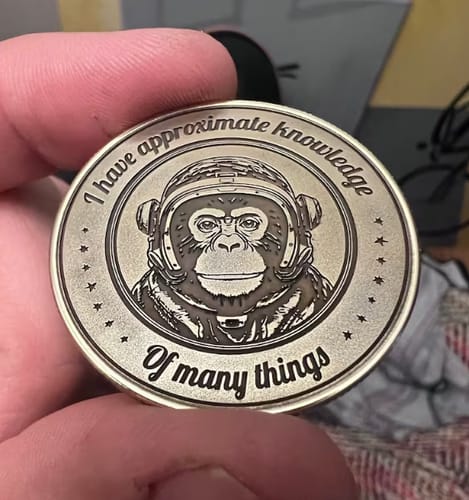 I have approximate knowledge
Of many things